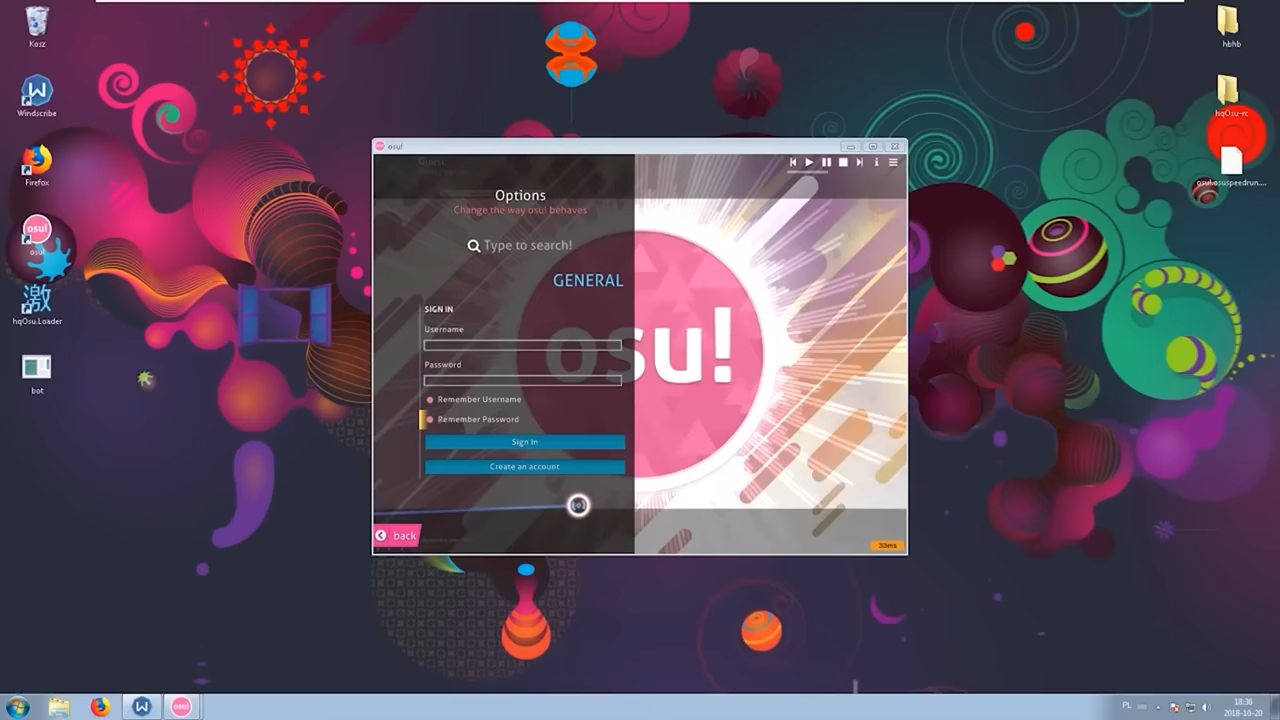 Kosz
Windscribe
Firefox
osu!
osu!
hqOsu.Loader
bot
hbhb
hqOsu-rc
osu!
Options
Change the way osu! behaves
Type to search!
GENERAL
SIGN IN
Username
Password
Remember Username
Remember Password
Sign In
Create an account
back
osu!
33ms
osu!
PL
18:36
2018-10-20